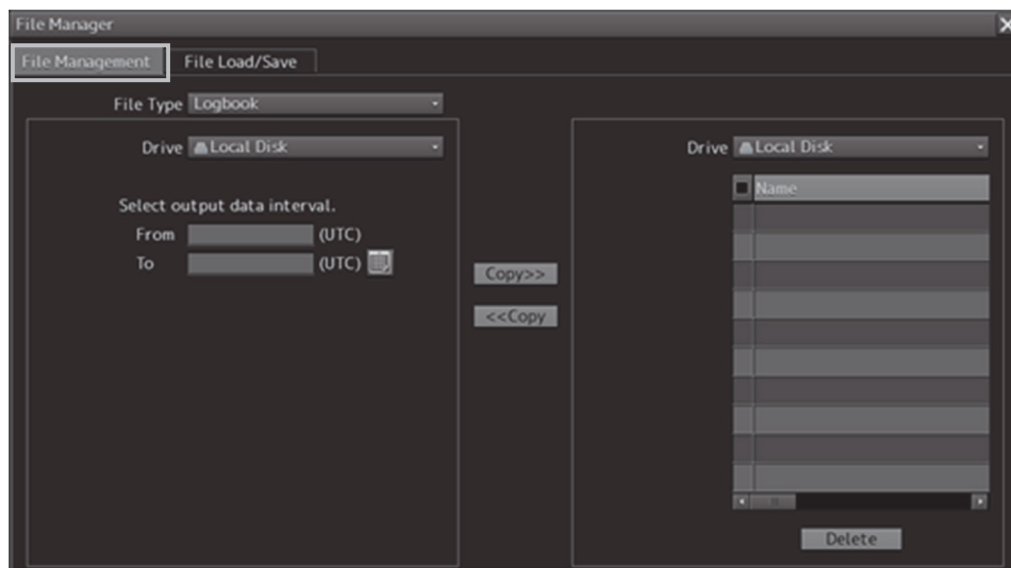 File Manager
File Management File Load/Save
File Type Logbook
Drive Local Disk
Select output data interval.
From (UTC)
To (UTC)
Copy>>
<<Copy
Drive Local Disk
Name
Delete